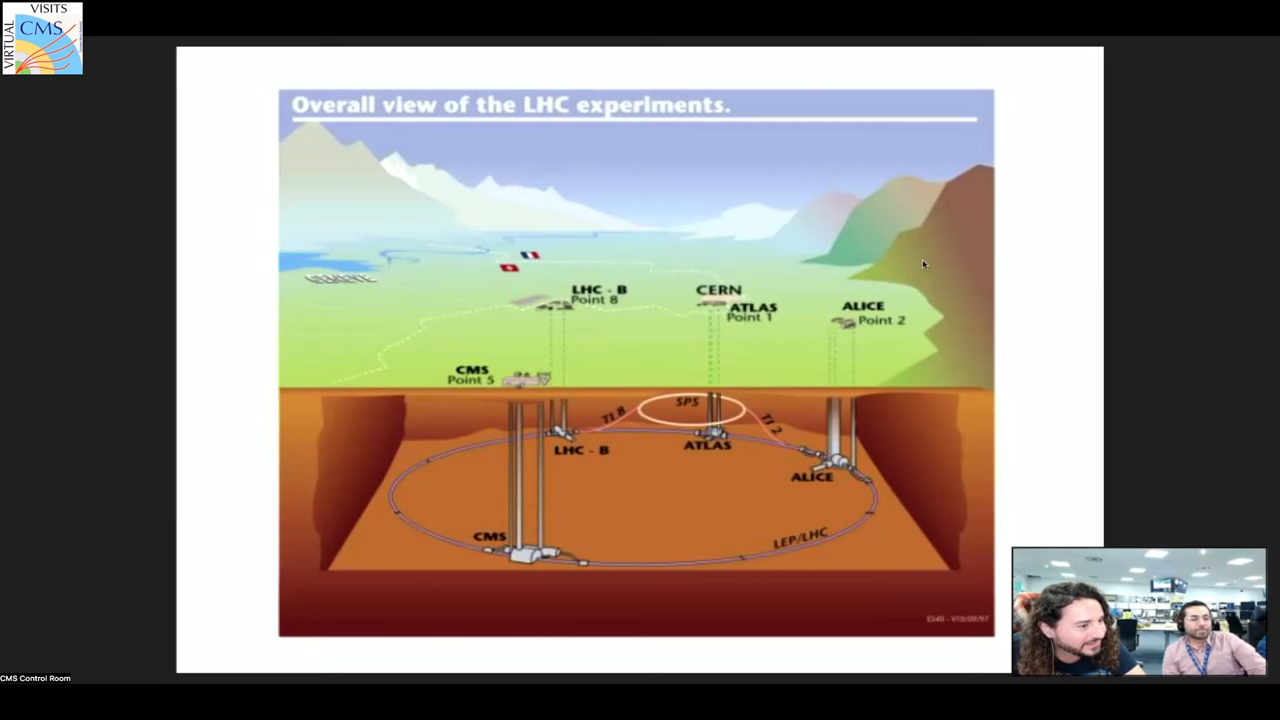 VISITS
CMS
VIRTUAL
Overall view of the LHC experiments.
GENEVE
LHC - B
Point 8
CERN
ATLAS
Point 1
ALICE
Point 2
CMS
Point 5
SPS
TI 8
TI 2
LHC - B
ATLAS
ALICE
CMS
LEP/LHC
CMS Control Room